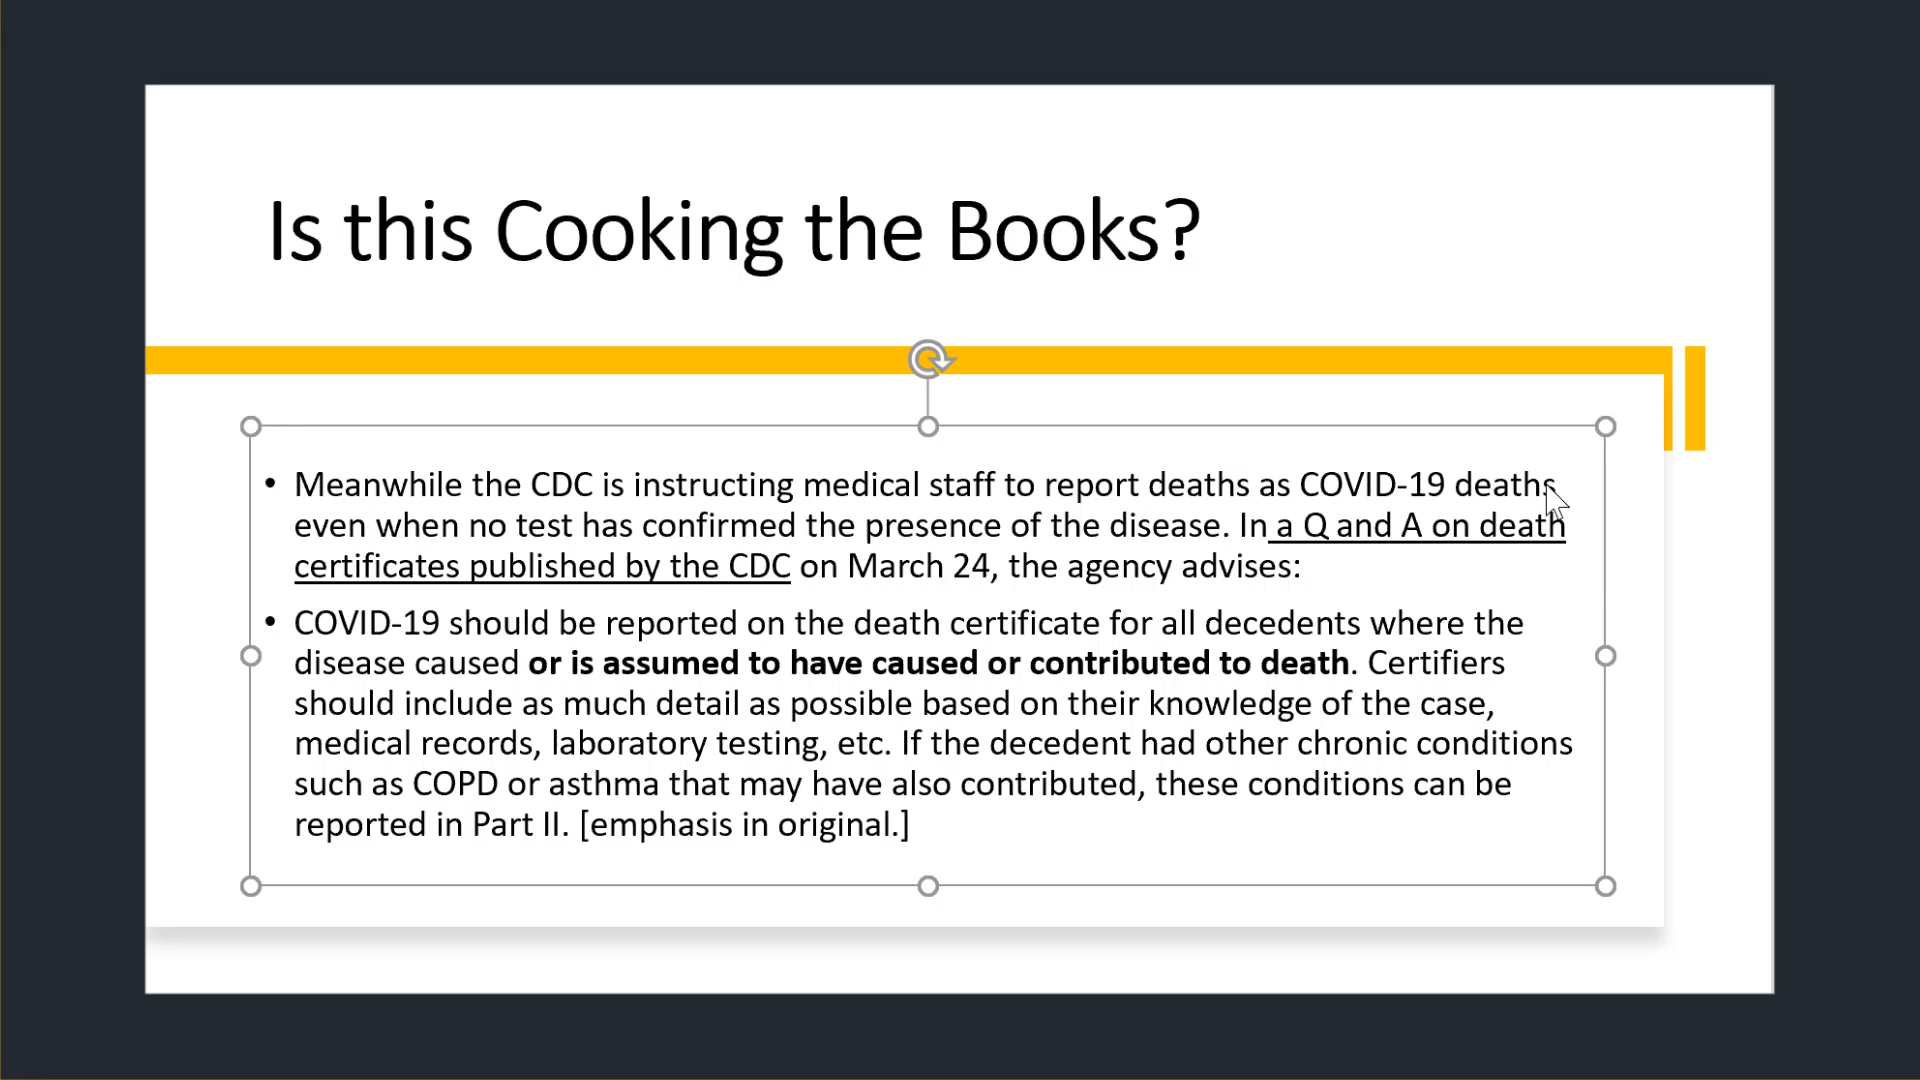 Is this Cooking the Books?
• Meanwhile the CDC is instructing medical staff to report deaths as COVID-19 deaths
even when no test has confirmed the presence of the disease. In a Q and A on death
certificates published by the CDC on March 24, the agency advises:
• COVID-19 should be reported on the death certificate for all decedents where the
disease caused or is assumed to have caused or contributed to death. Certifiers
should include as much detail as possible based on their knowledge of the case,
medical records, laboratory testing, etc. If the decedent had other chronic conditions
such as COPD or asthma that may have also contributed, these conditions can be
reported in Part II. [emphasis in original.]